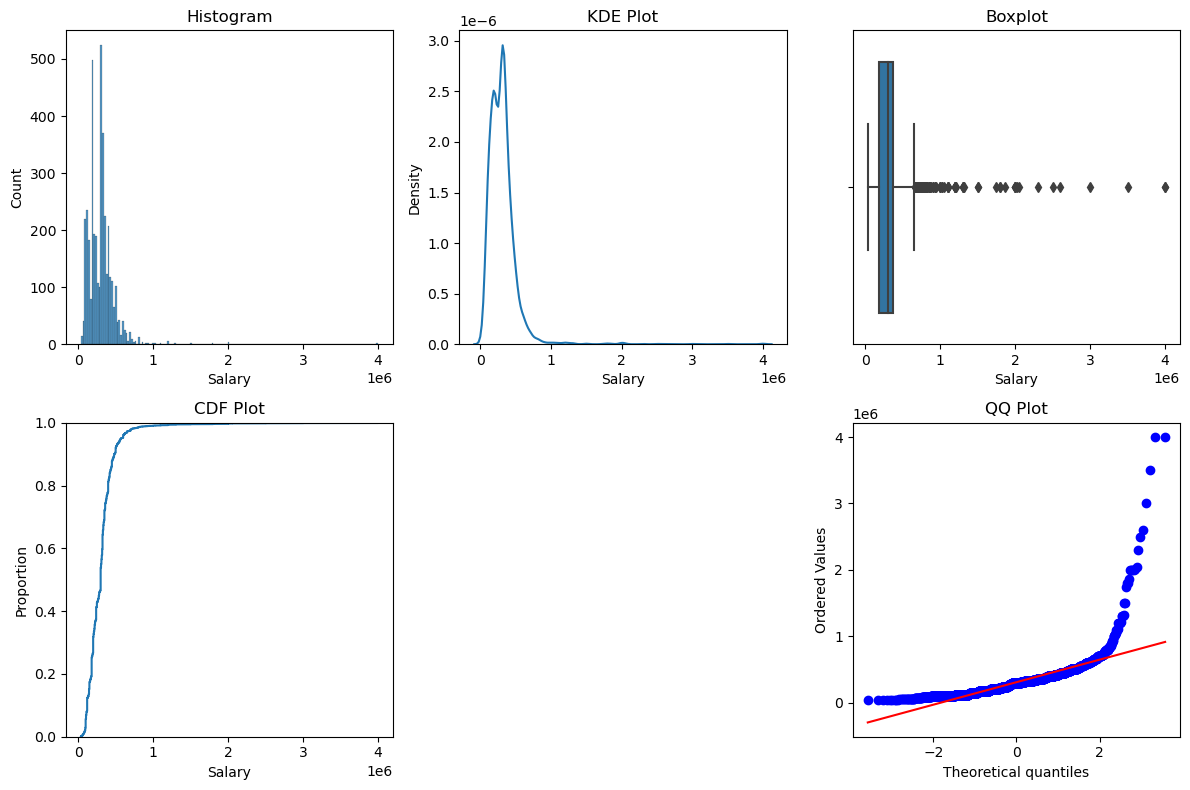 Histogram
500
400
300
200
100
0
Count
0 1 2 3 4
1e6
Salary
KDE Plot
1e−6
3.0
2.5
2.0
1.5
1.0
0.5
0.0
Density
0 1 2 3 4
1e6
Salary
Boxplot
0 1 2 3 4
1e6
Salary
CDF Plot
1.0
0.8
0.6
0.4
0.2
0.0
Proportion
0 1 2 3 4
1e6
Salary
QQ Plot
1e6
4
3
2
1
0
Ordered Values
−2 0 2
Theoretical quantiles